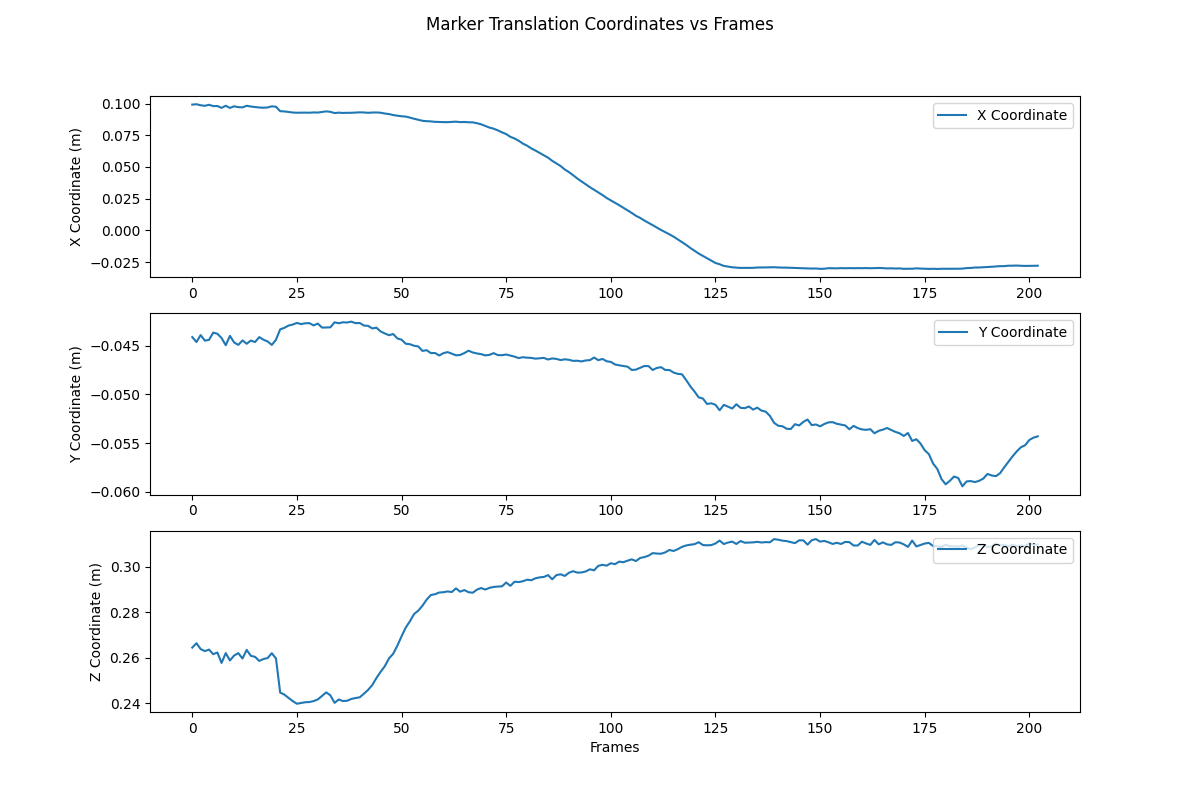 Marker Translation Coordinates vs Frames
X Coordinate (m)
0.100
0.075
0.050
0.025
0.000
−0.025
X Coordinate
0 25 50 75 100 125 150 175 200
Y Coordinate (m)
−0.045
−0.050
−0.055
−0.060
Y Coordinate
0 25 50 75 100 125 150 175 200
Z Coordinate (m)
0.30
0.28
0.26
0.24
Z Coordinate
0 25 50 75 100 125 150 175 200
Frames